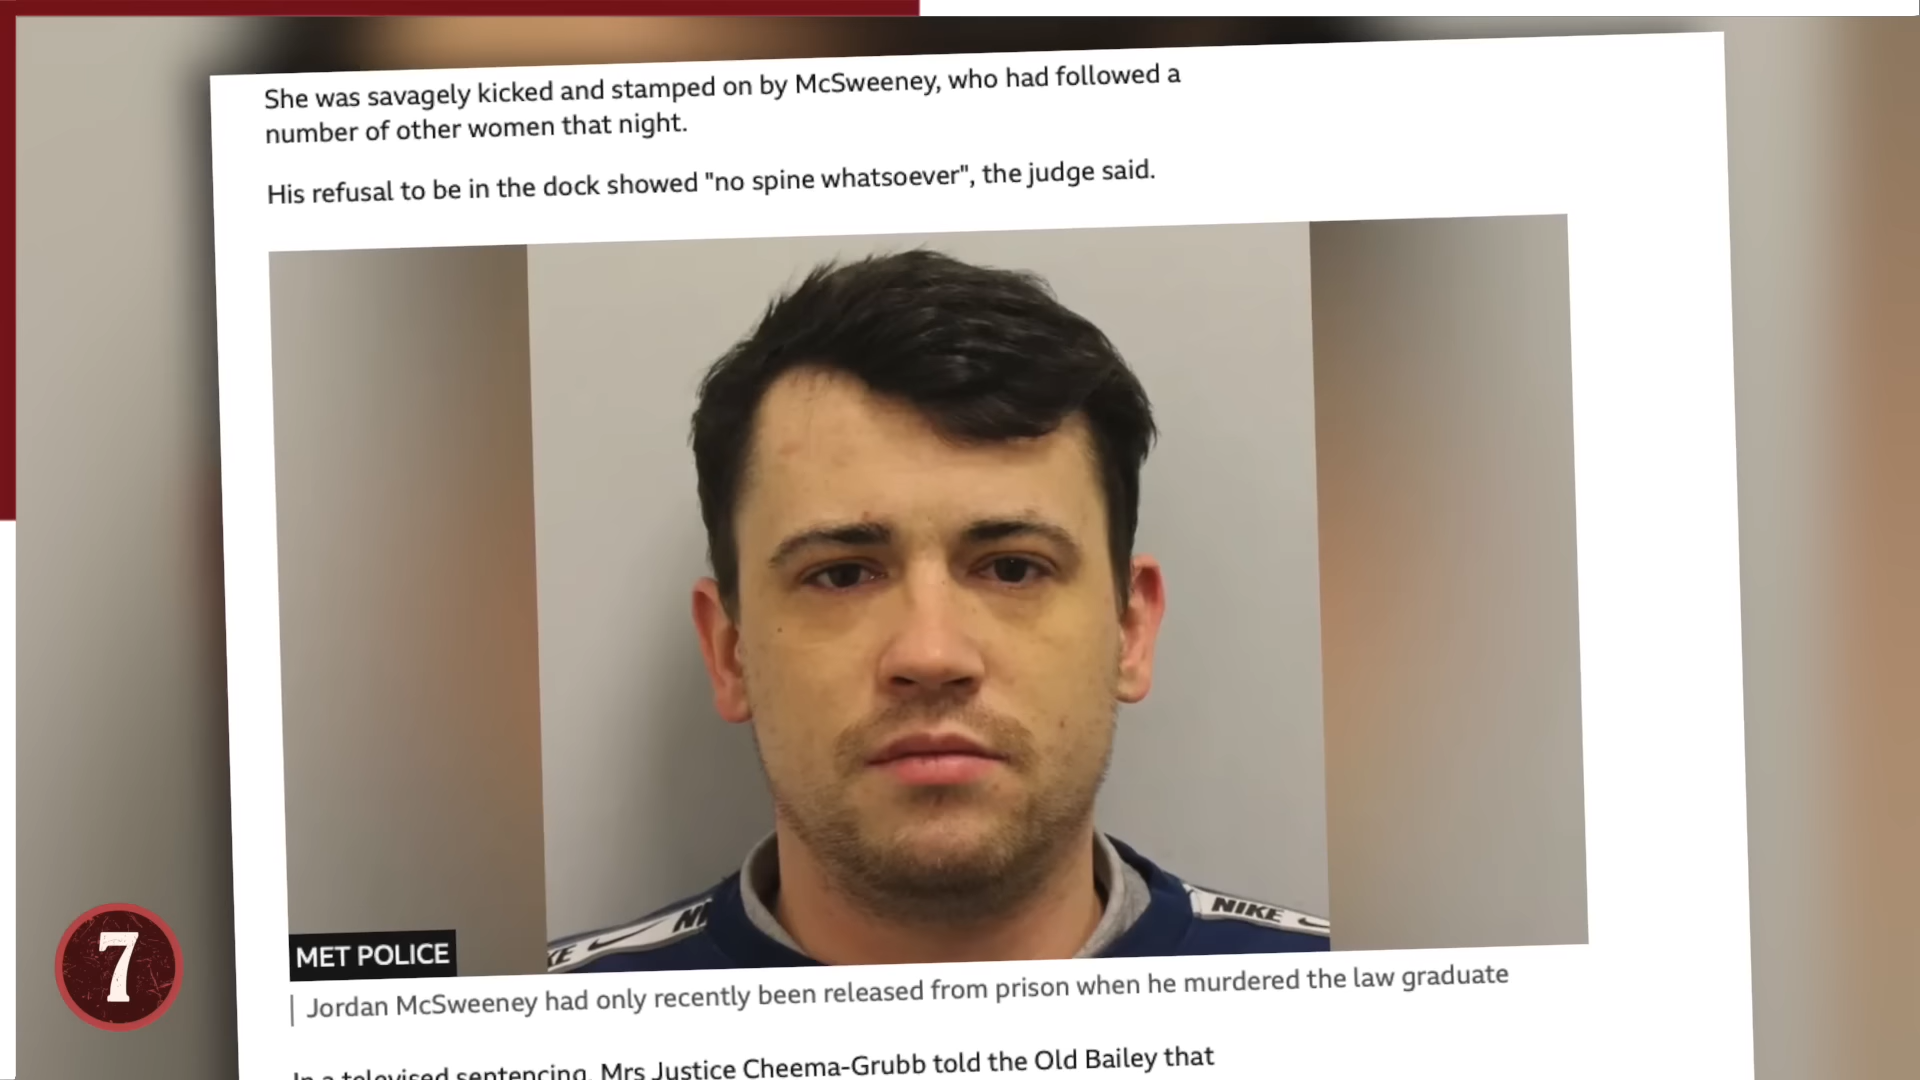 She was savagely kicked and stamped on by McSweeney, who had followed a
number of other women that night.
His refusal to be in the dock showed "no spine whatsoever", the judge said.
NIKE
MET POLICE
7
Jordan McSweeney had only recently been released from prison when he murdered the law graduate
In a televised sentencing, Mrs Justice Cheema-Grubb told the Old Bailey that